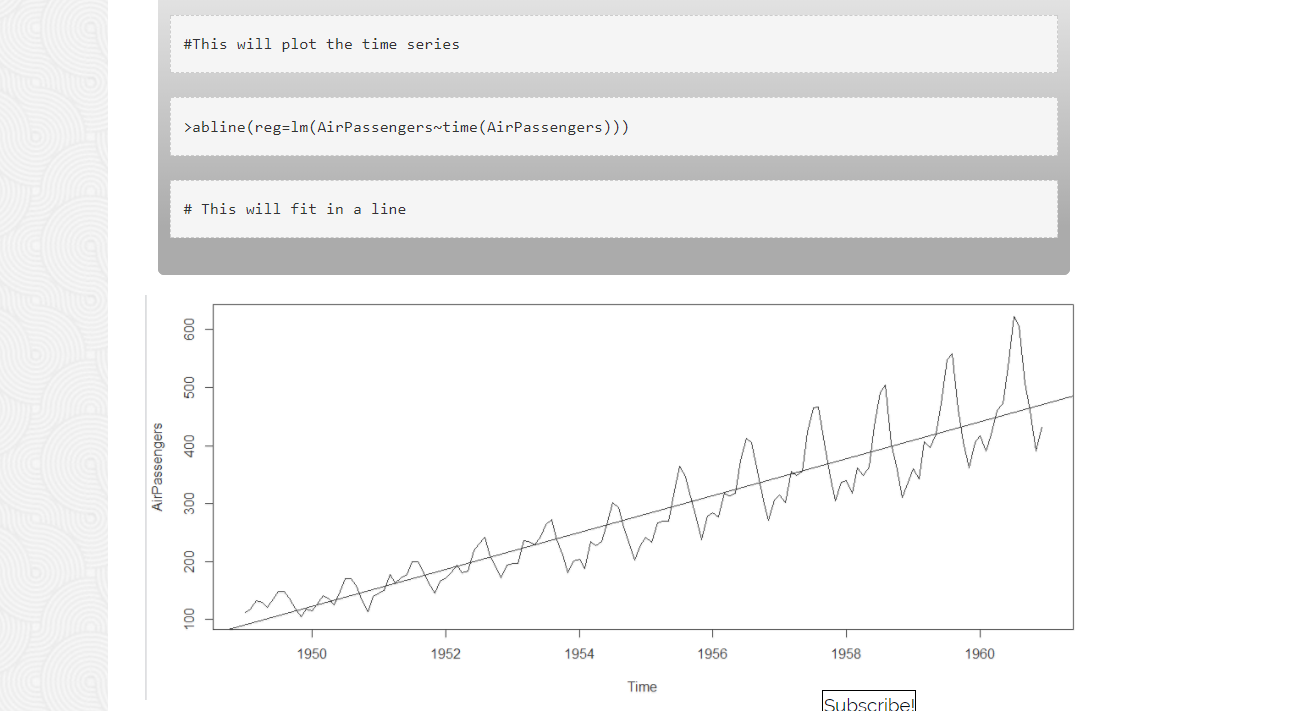 #This will plot the time series
>abline(reg=lm(AirPassengers~time(AirPassengers)))
# This will fit in a line
600
500
400
300
200
100
AirPassengers
1950 1952 1954 1956 1958 1960
Time
Subscribe!